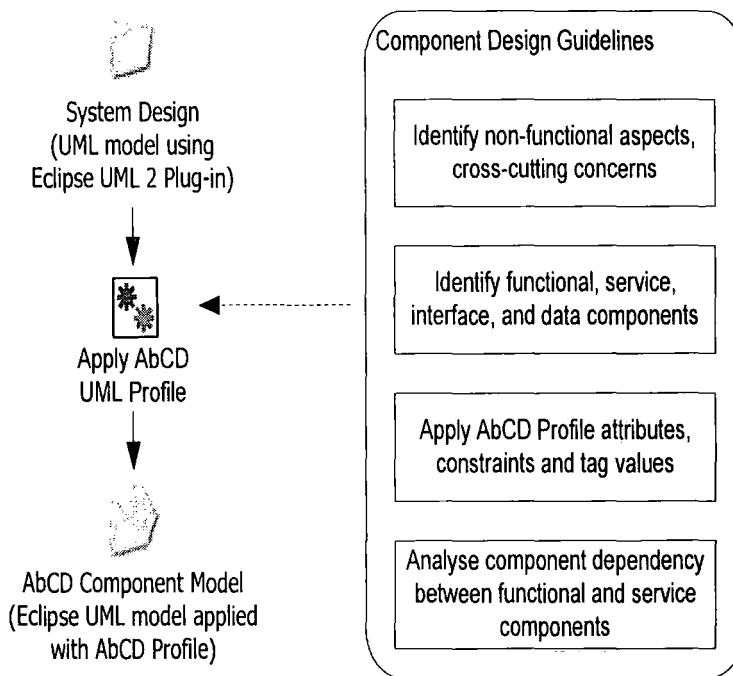 System Design
(UML model using
Eclipse UML 2 Plug-in)
Apply AbCD
UML Profile
AbCD Component Model
(Eclipse UML model applied
with AbCD Profile)
Component Design Guidelines
Identify non-functional aspects,
cross-cutting concerns
Identify functional, service,
interface, and data components
Apply AbCD Profile attributes,
constraints and tag values
Analyse component dependency
between functional and service
components